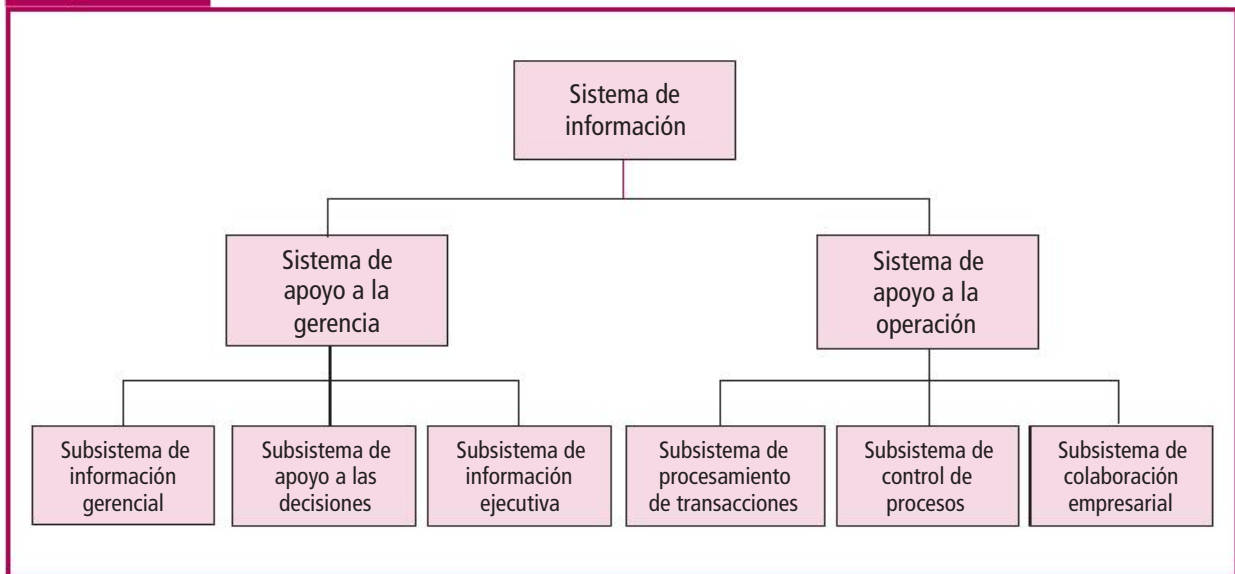 Sistema de
información
Sistema de
apoyo a la
gerencia
Sistema de
apoyo a la
operación
Subsistema de
información
gerencial
Subsistema de
apoyo a las
decisiones
Subsistema de
información
ejecutiva
Subsistema de
procesamiento
de transacciones
Subsistema de
control de
procesos
Subsistema de
colaboración
empresarial